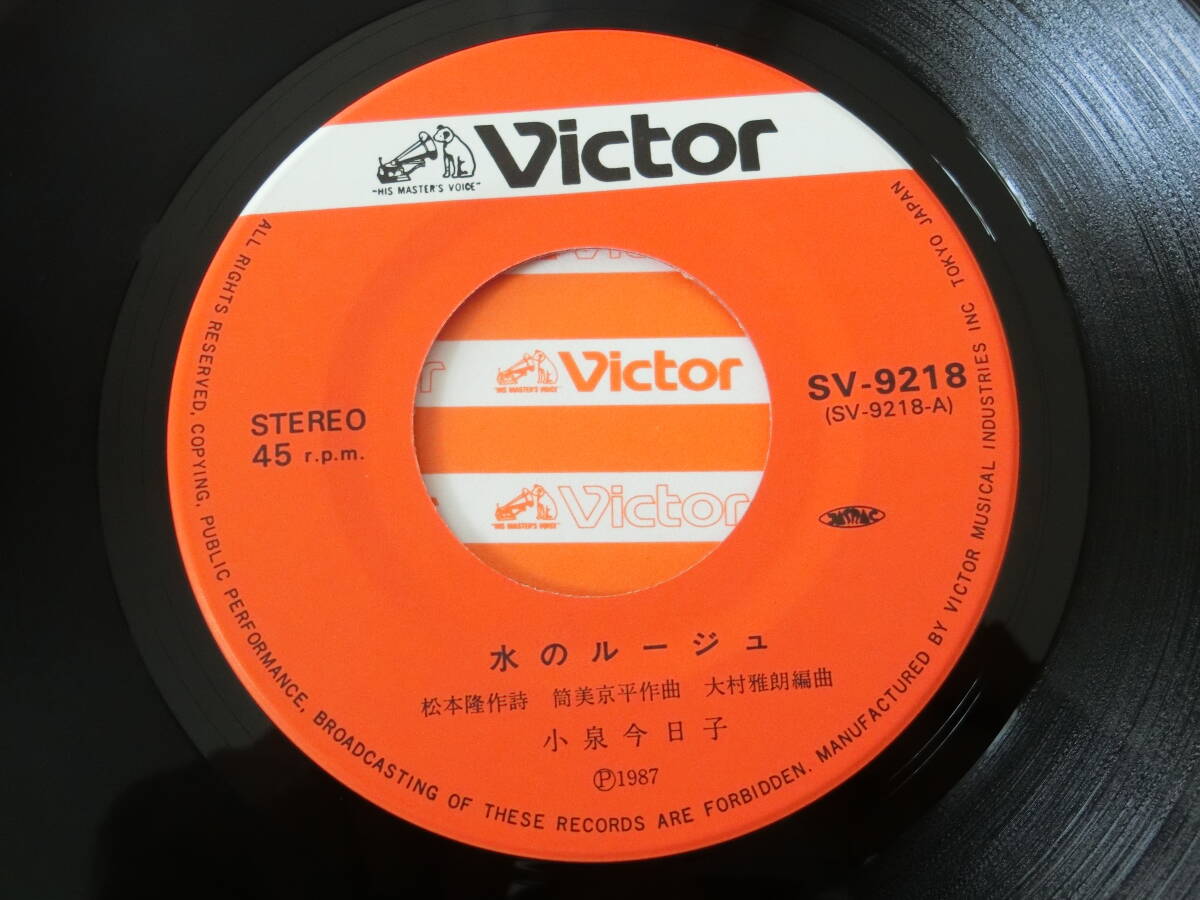 Victor
"HIS MASTER'S VOICE"
Victor
"HIS MASTER'S VOICE"
Victor
"HIS MASTER'S VOICE"
STEREO
45 r.p.m.
SV-9218
(SV-9218-A)
水のルージュ
松本隆作詩 筒美京平作曲 大村雅朗編曲
小泉今日子
Ⓟ1987
ALL RIGHTS RESERVED, COPYING, PUBLIC PERFORMANCE, BROADCASTING OF THESE RECORDS ARE FORBIDDEN. MANUFACTURED BY VICTOR MUSICAL INDUSTRIES INC TOKYO JAPAN